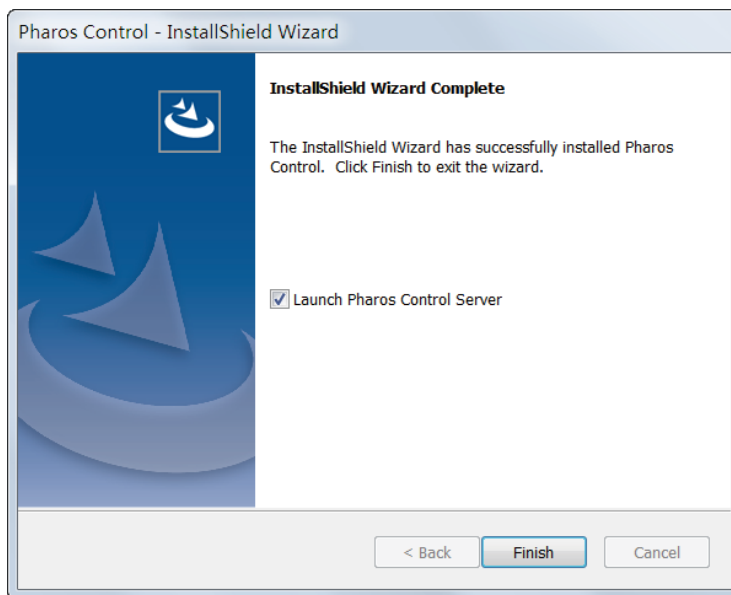 Pharos Control - InstallShield Wizard
InstallShield Wizard Complete
The InstallShield Wizard has successfully installed Pharos
Control. Click Finish to exit the wizard.
Launch Pharos Control Server
< Back Finish Cancel